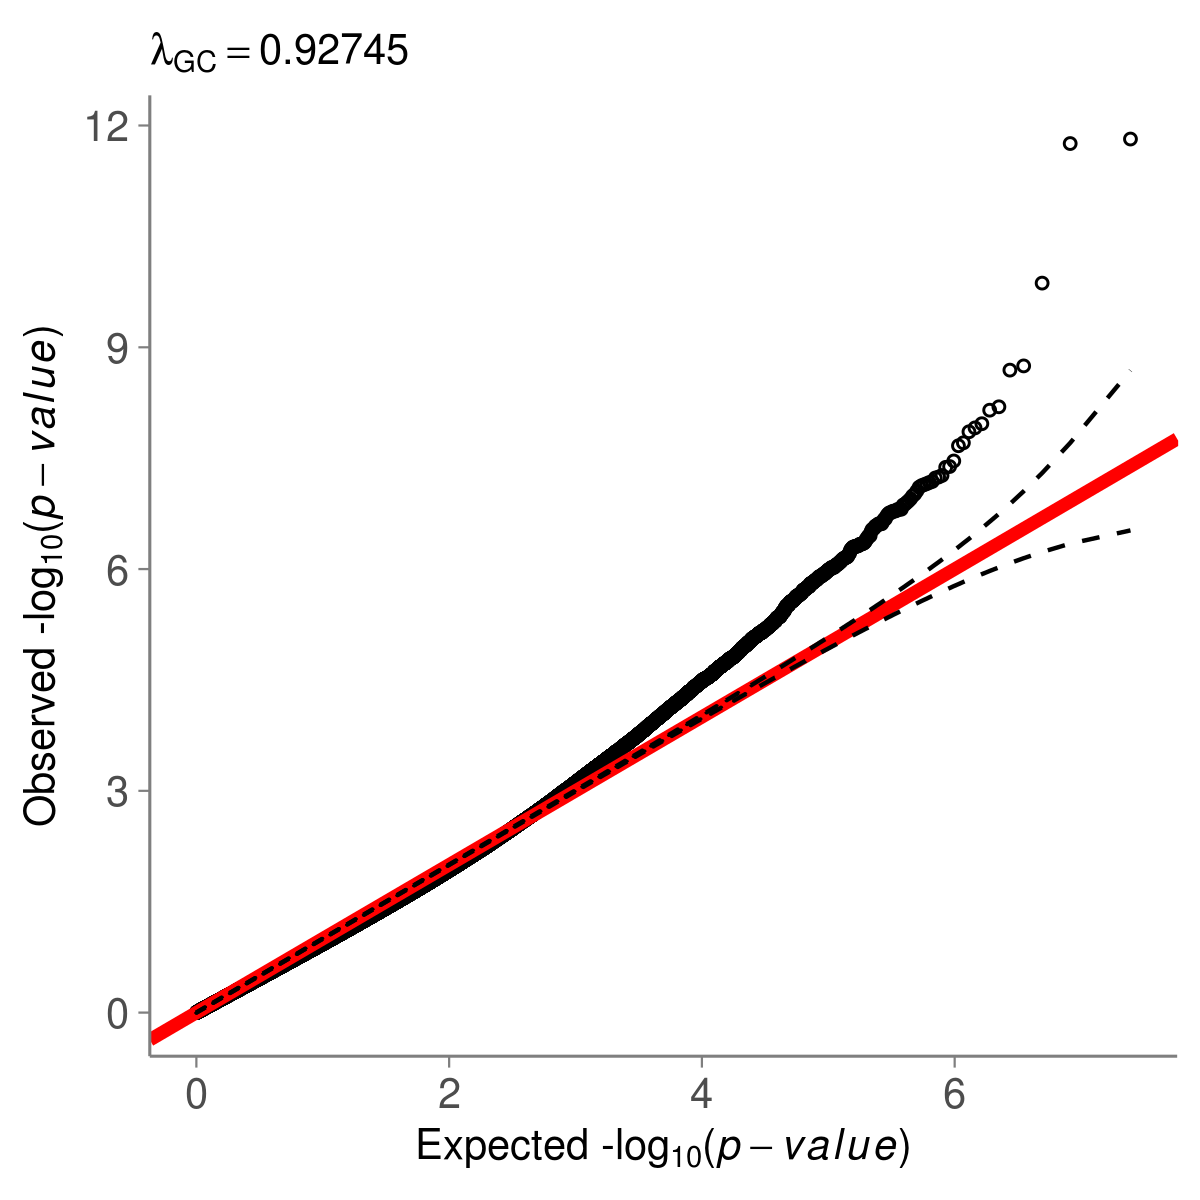 λGC = 0.92745
12
9
6
3
0
Observed -log10(p − value)
0 2 4 6
Expected -log10(p − value)